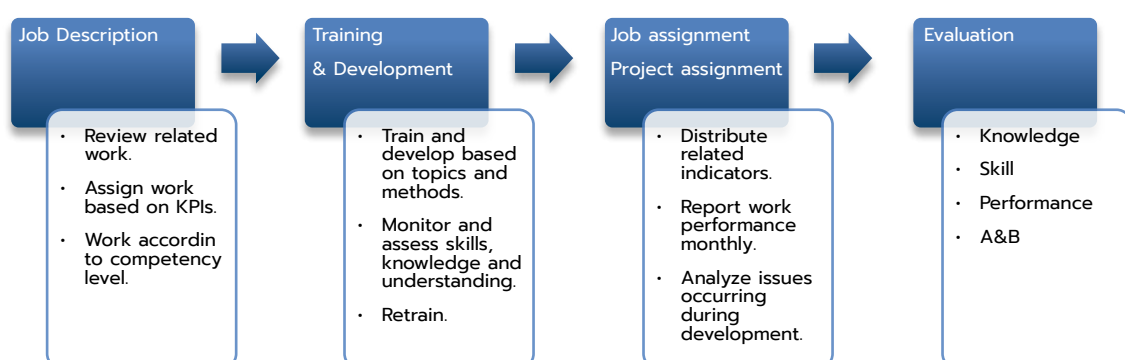 Job Description
• Review related
work.
• Assign work
based on KPIs.
• Work accordin
to competency
level.
Training
& Development
• Train and
develop based
on topics and
methods.
• Monitor and
assess skills,
knowledge and
understanding.
• Retrain.
Job assignment
Project assignment
• Distribute
related
indicators.
• Report work
performance
monthly.
• Analyze issues
occurring
during
development.
Evaluation
• Knowledge
• Skill
• Performance
• A&B